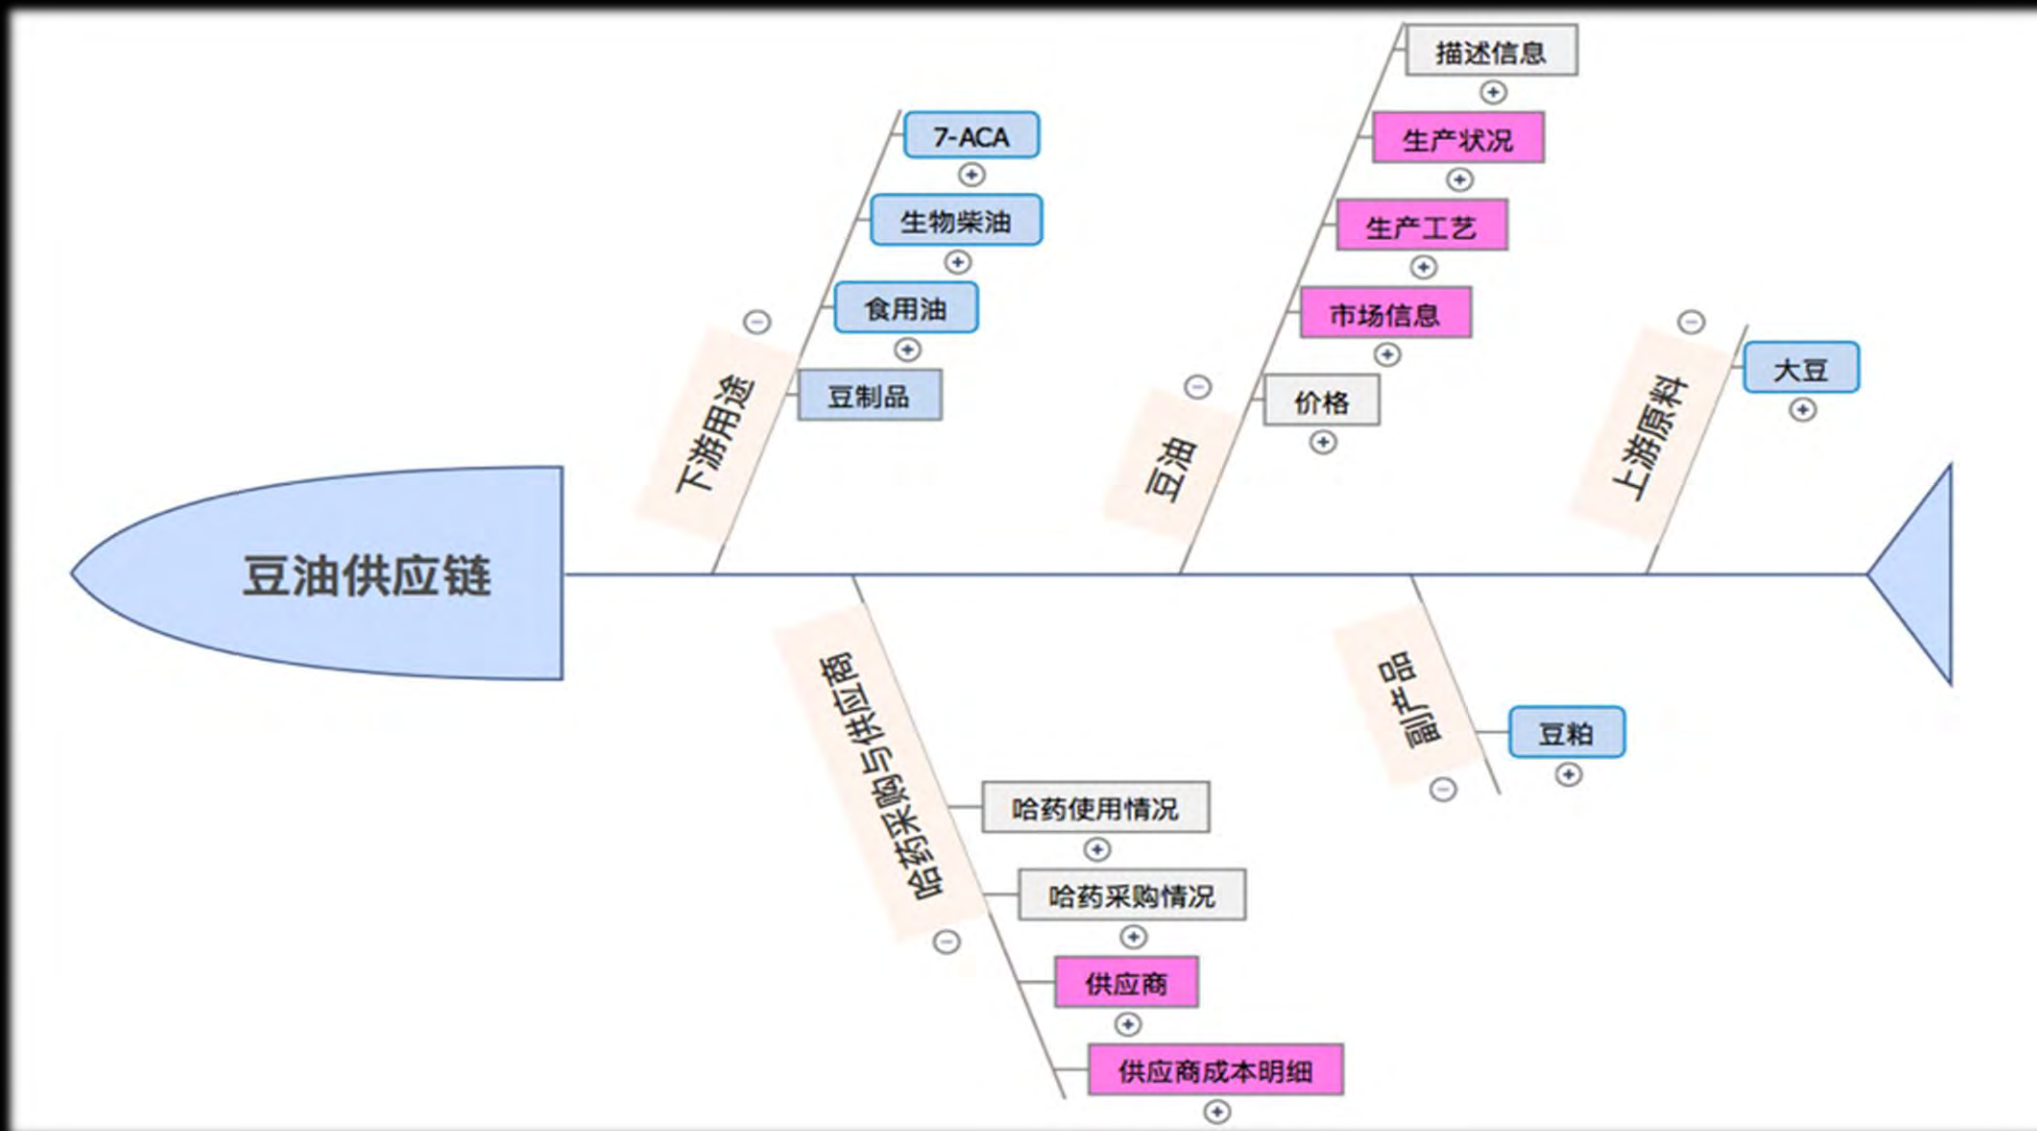 豆油供应链
下游用途
7-ACA
生物柴油
食用油
豆制品
豆油
描述信息
生产状况
生产工艺
市场信息
价格
上游原料
大豆
哈药采购与供应商
哈药使用情况
哈药采购情况
供应商
供应商成本明细
副产品
豆粕